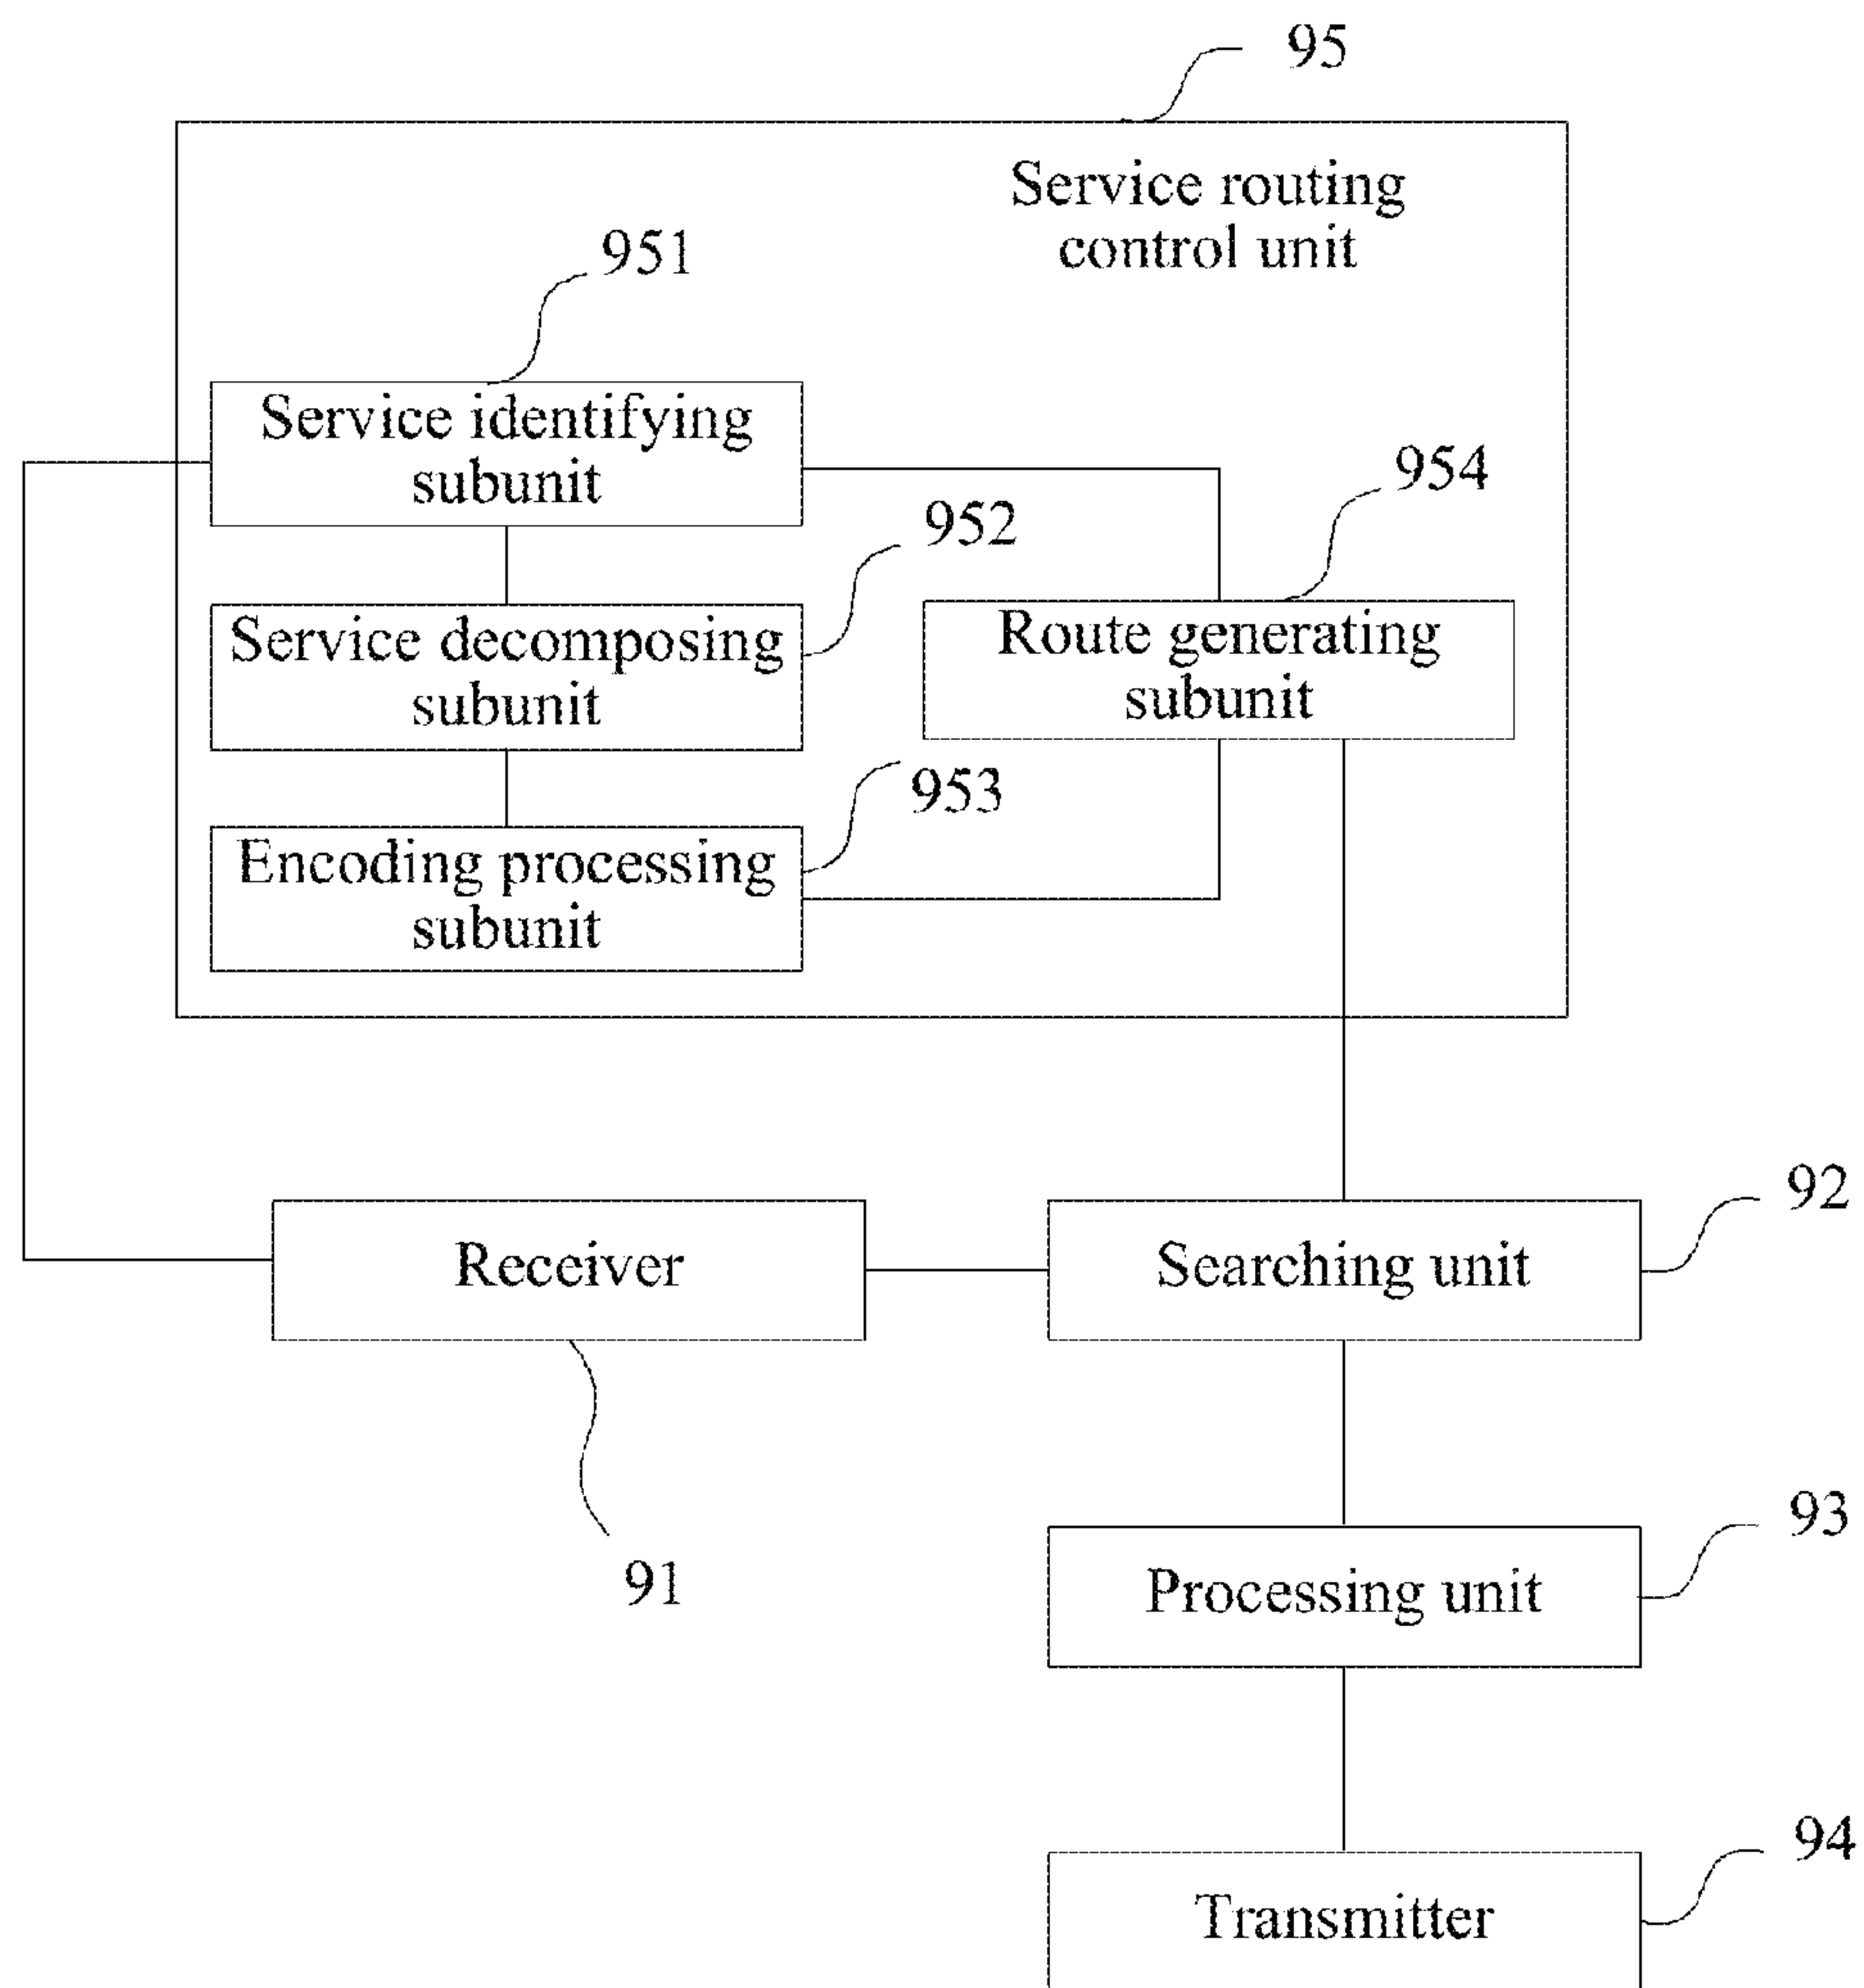 95
Service routing
control unit
951
Service identifying
subunit
954
952
Service decomposing
subunit
Route generating
subunit
953
Encoding processing
subunit
92
Receiver
Searching unit
91
93
Processing unit
94
Transmitter